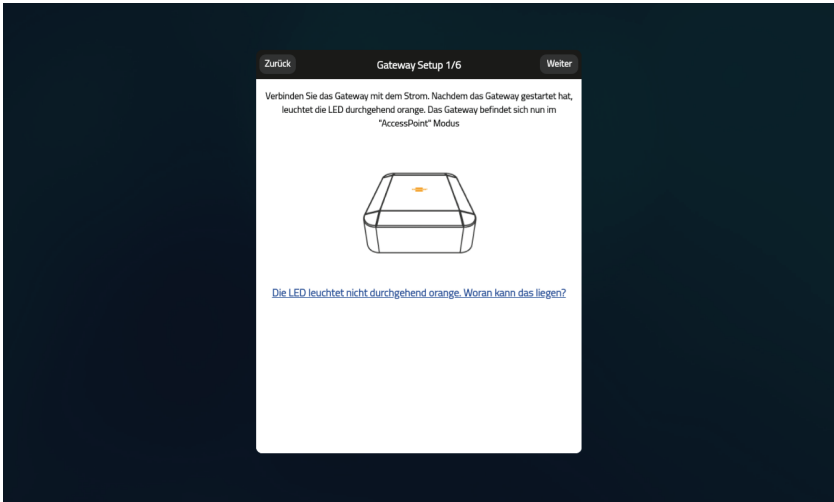 Zurück
Gateway Setup 1/6
Weiter
Verbinden Sie das Gateway mit dem Strom. Nachdem das Gateway gestartet hat,
leuchtet die LED durchgehend orange. Das Gateway befindet sich nun im
"AccessPoint" Modus
Die LED leuchtet nicht durchgehend orange. Woran kann das liegen?